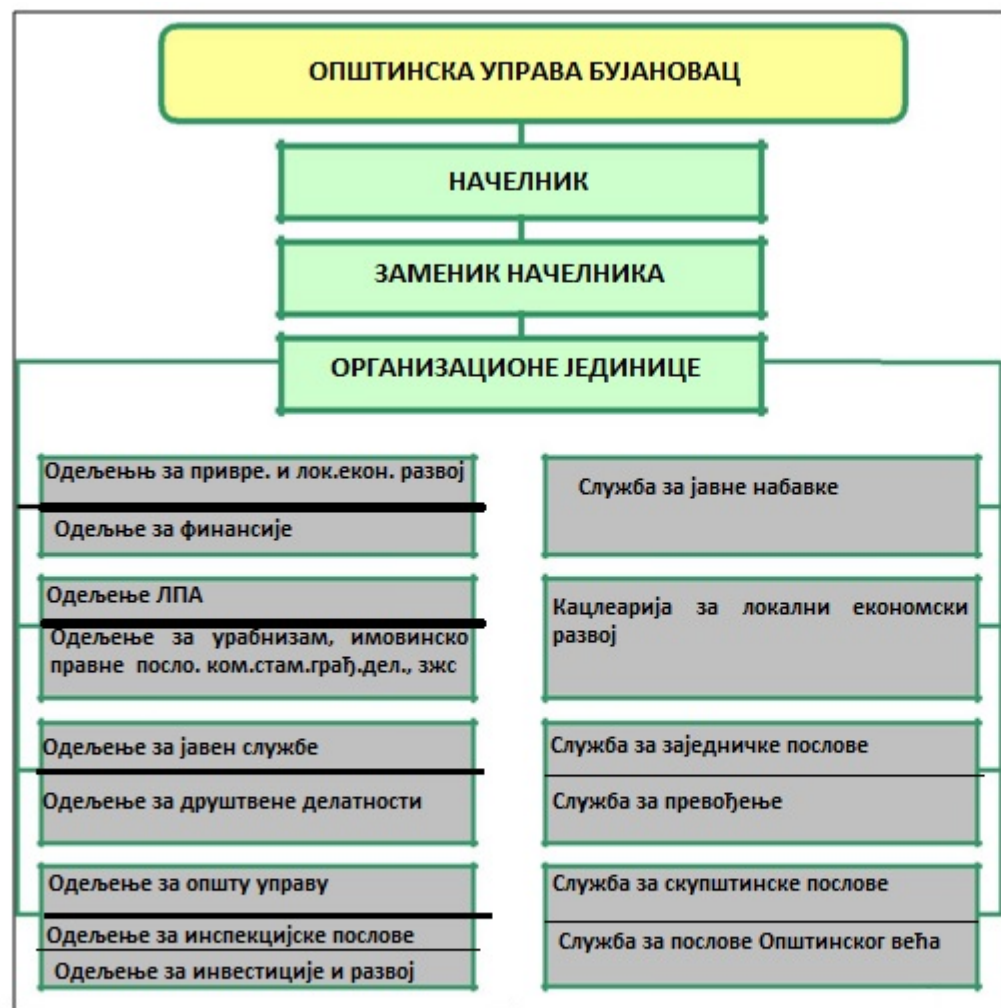 ОПШТИНСКА УПРАВА БУЈАНОВАЦ
НАЧЕЛНИК
ЗАМЕНИК НАЧЕЛНИКА
ОРГАНИЗАЦИОНЕ ЈЕДИНИЦЕ
Одељењњ за привре. и лок.екон. развој
Одељње за финансије
Одељење ЛПА
Одељење за урабнизам, имовинско
правне посло. ком.стам.грађ.дел., зжс
Одељење за јавен службе
Одељење за друштвене делатности
Одељење за општу управу
Одељење за инспекцијске послове
Одељење за инвестиције и развој
Служба за јавне набавке
Кацлеарија за локални економски
развој
Служба за заједничке послове
Служба за превођење
Служба за скупштинске послове
Служба за послове Општинског већа